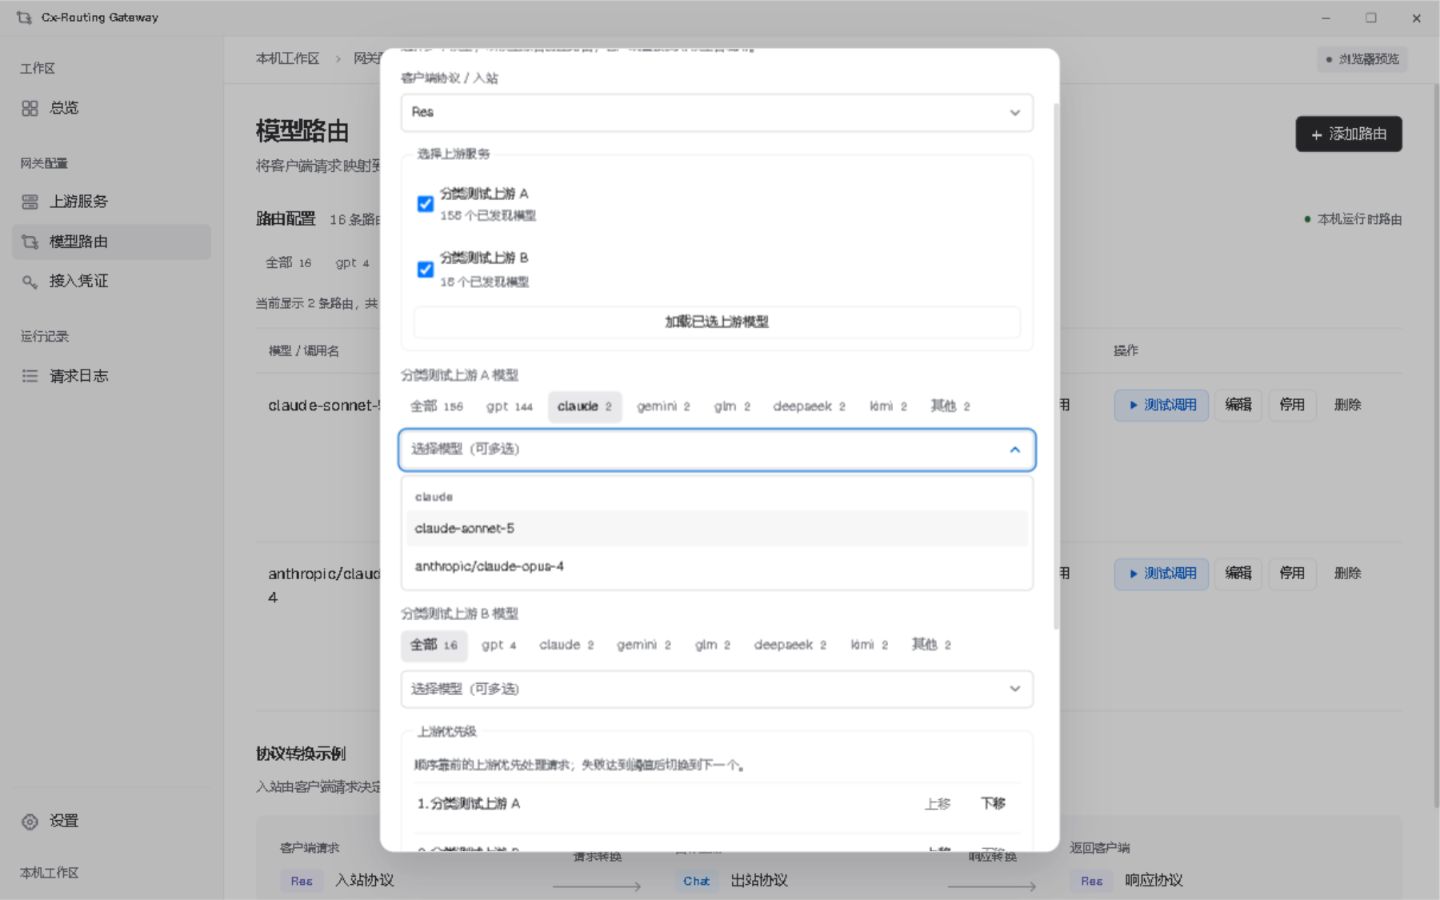 Cx-Routing Gateway
工作区
总览
网关配置
上游服务
模型路由
接入凭证
运行记录
请求日志
设置
本机工作区
本机工作区 > 网关
浏览器预览
模型路由
将客户端请求映射到
+ 添加路由
路由配置 16 条路由
本机运行时路由
全部 16 gpt 4
当前显示 2 条路由，共
模型 / 调用名
操作
claude-sonnet-5
用
测试调用 编辑 停用 删除
anthropic/claud
4
用
测试调用 编辑 停用 删除
协议转换示例
入站由客户端请求决定
客户端请求
Res 入站协议
请求转换
Chat 出站协议
响应转换
返回客户端
Res 响应协议
客户端协议 / 入站
Res
选择上游服务
分类测试上游 A
156 个已发现模型
分类测试上游 B
16 个已发现模型
加载已选上游模型
分类测试上游 A 模型
全部 156 gpt 144 claude 2 gemini 2 glm 2 deepseek 2 kimi 2 其他 2
选择模型（可多选）
claude
claude-sonnet-5
anthropic/claude-opus-4
分类测试上游 B 模型
全部 16 gpt 4 claude 2 gemini 2 glm 2 deepseek 2 kimi 2 其他 2
选择模型（可多选）
上游优先级
顺序靠前的上游优先处理请求；失败达到阈值后切换到下一个。
1. 分类测试上游 A 上移 下移